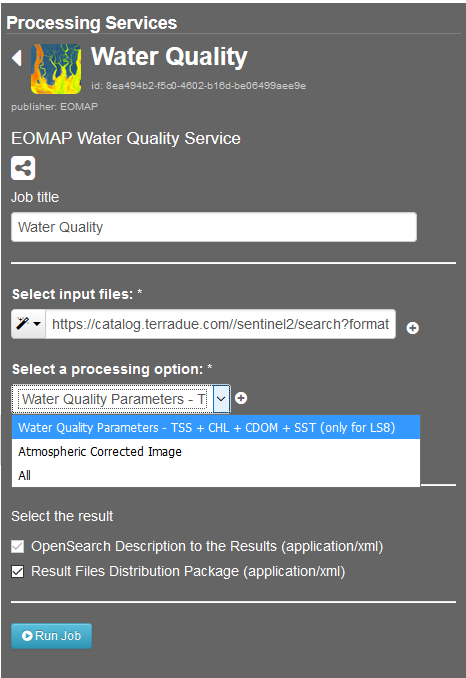 Processing Services
Water Quality
id: 8ea494b2-f5c0-4602-b16d-be06499aee9e
publisher: EOMAP
EOMAP Water Quality Service
Job title
Water Quality
Select input files: *
https://catalog.terradue.com//sentinel2/search?format
Select a processing option: *
Water Quality Parameters - T
Water Quality Parameters - TSS + CHL + CDOM + SST (only for LS8)
Atmospheric Corrected Image
All
Select the result
OpenSearch Description to the Results (application/xml)
Result Files Distribution Package (application/xml)
Run Job